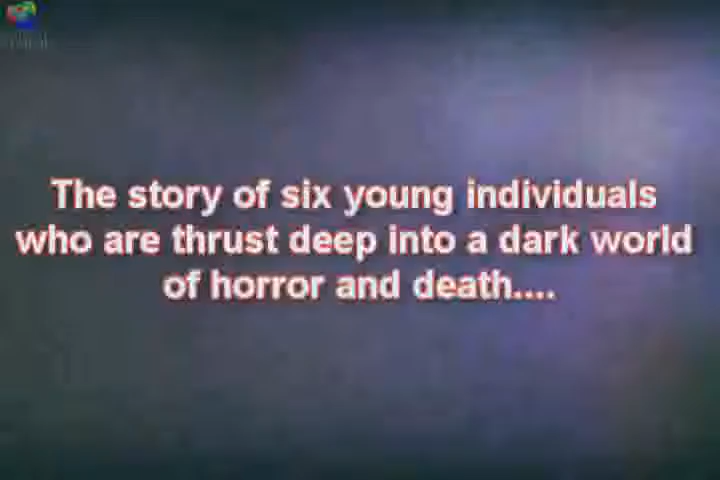 The story of six young individuals
who are thrust deep into a dark world
of horror and death....